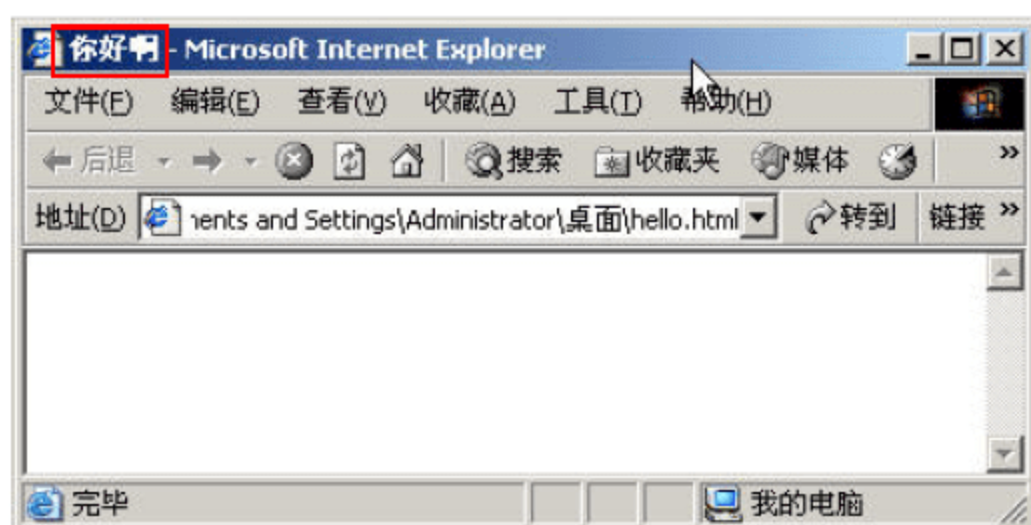 你好啊 - Microsoft Internet Explorer
文件(F) 编辑(E) 查看(V) 收藏(A) 工具(T) 帮助(H)
后退 搜索 收藏夹 媒体 »
地址(D) ments and Settings\Administrator\桌面\hello.html 转到 链接 »
完毕 我的电脑